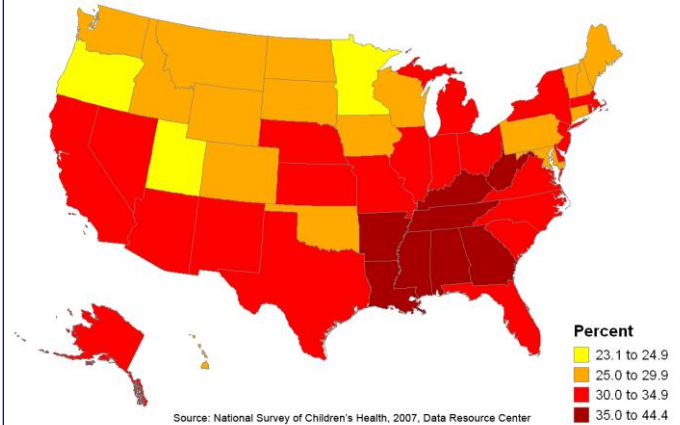 Percent
23.1 to 24.9
25.0 to 29.9
30.0 to 34.9
35.0 to 44.4
Source: National Survey of Children's Health, 2007, Data Resource Center